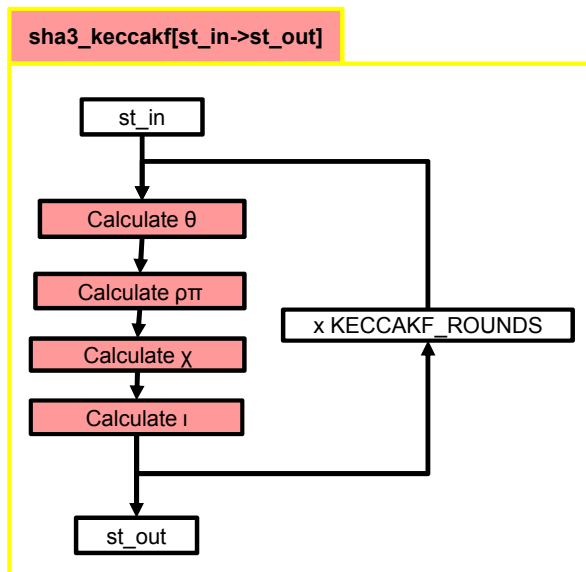 sha3_keccakf[st_in->st_out]
st_in
Calculate θ
Calculate ρπ
x KECCAKF_ROUNDS
Calculate χ
Calculate ι
st_out